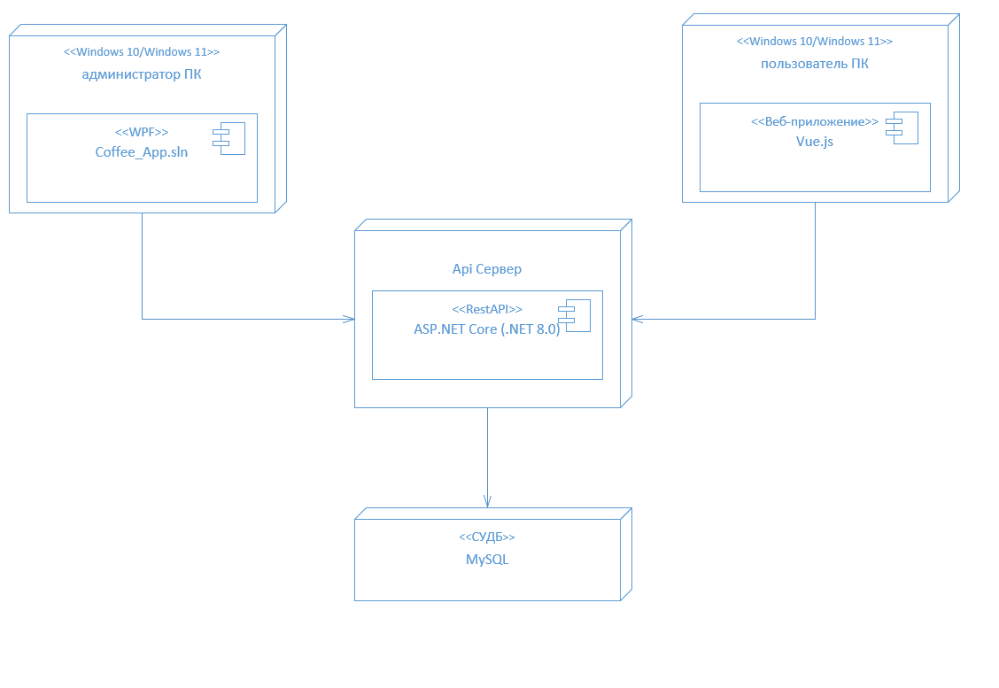 <<Windows 10/Windows 11>>
администратор ПК
<<WPF>>
Coffee_App.sln
<<Windows 10/Windows 11>>
пользователь ПК
<<Веб-приложение>>
Vue.js
Api Сервер
<<RestAPI>>
ASP.NET Core (.NET 8.0)
<<СУДБ>>
MySQL